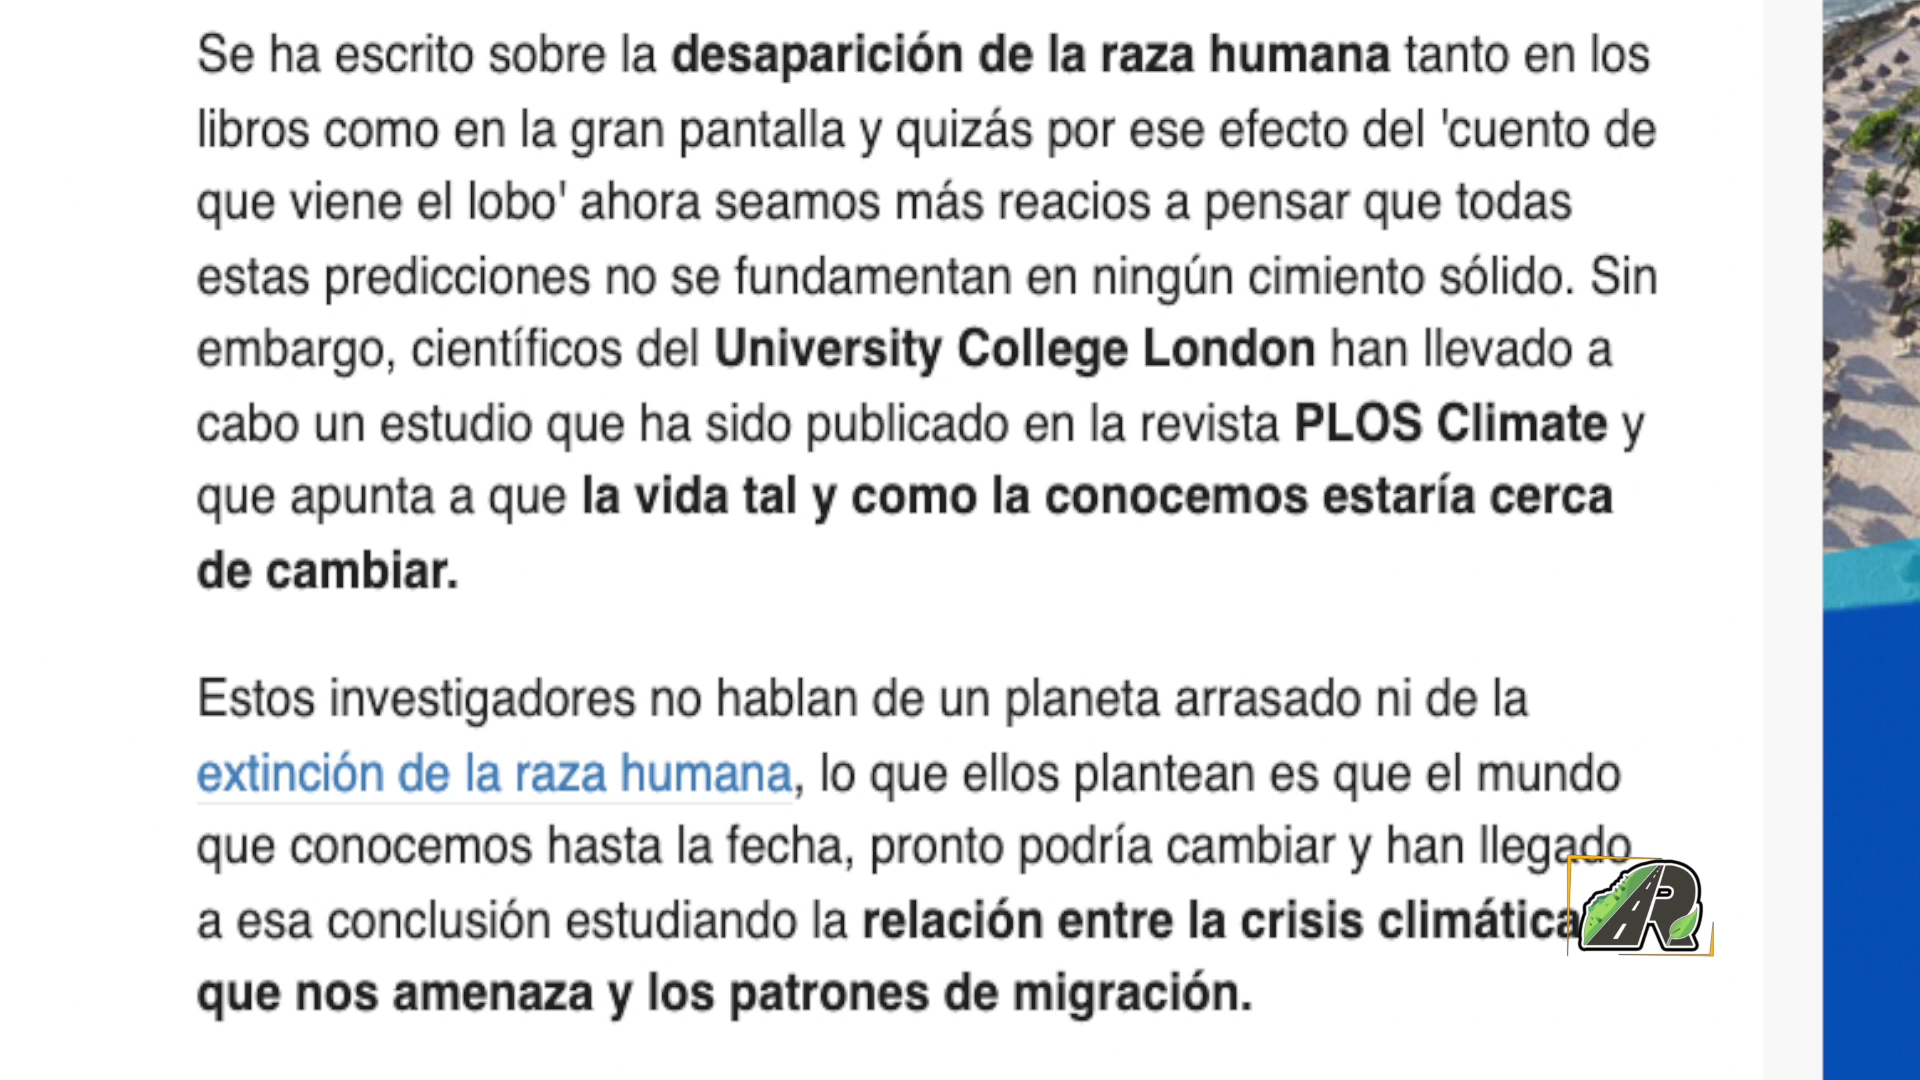 Se ha escrito sobre la desaparición de la raza humana tanto en los
libros como en la gran pantalla y quizás por ese efecto del 'cuento de
que viene el lobo' ahora seamos más reacios a pensar que todas
estas predicciones no se fundamentan en ningún cimiento sólido. Sin
embargo, científicos del University College London han llevado a
cabo un estudio que ha sido publicado en la revista PLOS Climate y
que apunta a que la vida tal y como la conocemos estaría cerca
de cambiar.
Estos investigadores no hablan de un planeta arrasado ni de la
extinción de la raza humana, lo que ellos plantean es que el mundo
que conocemos hasta la fecha, pronto podría cambiar y han llegado
a esa conclusión estudiando la relación entre la crisis climática
que nos amenaza y los patrones de migración.